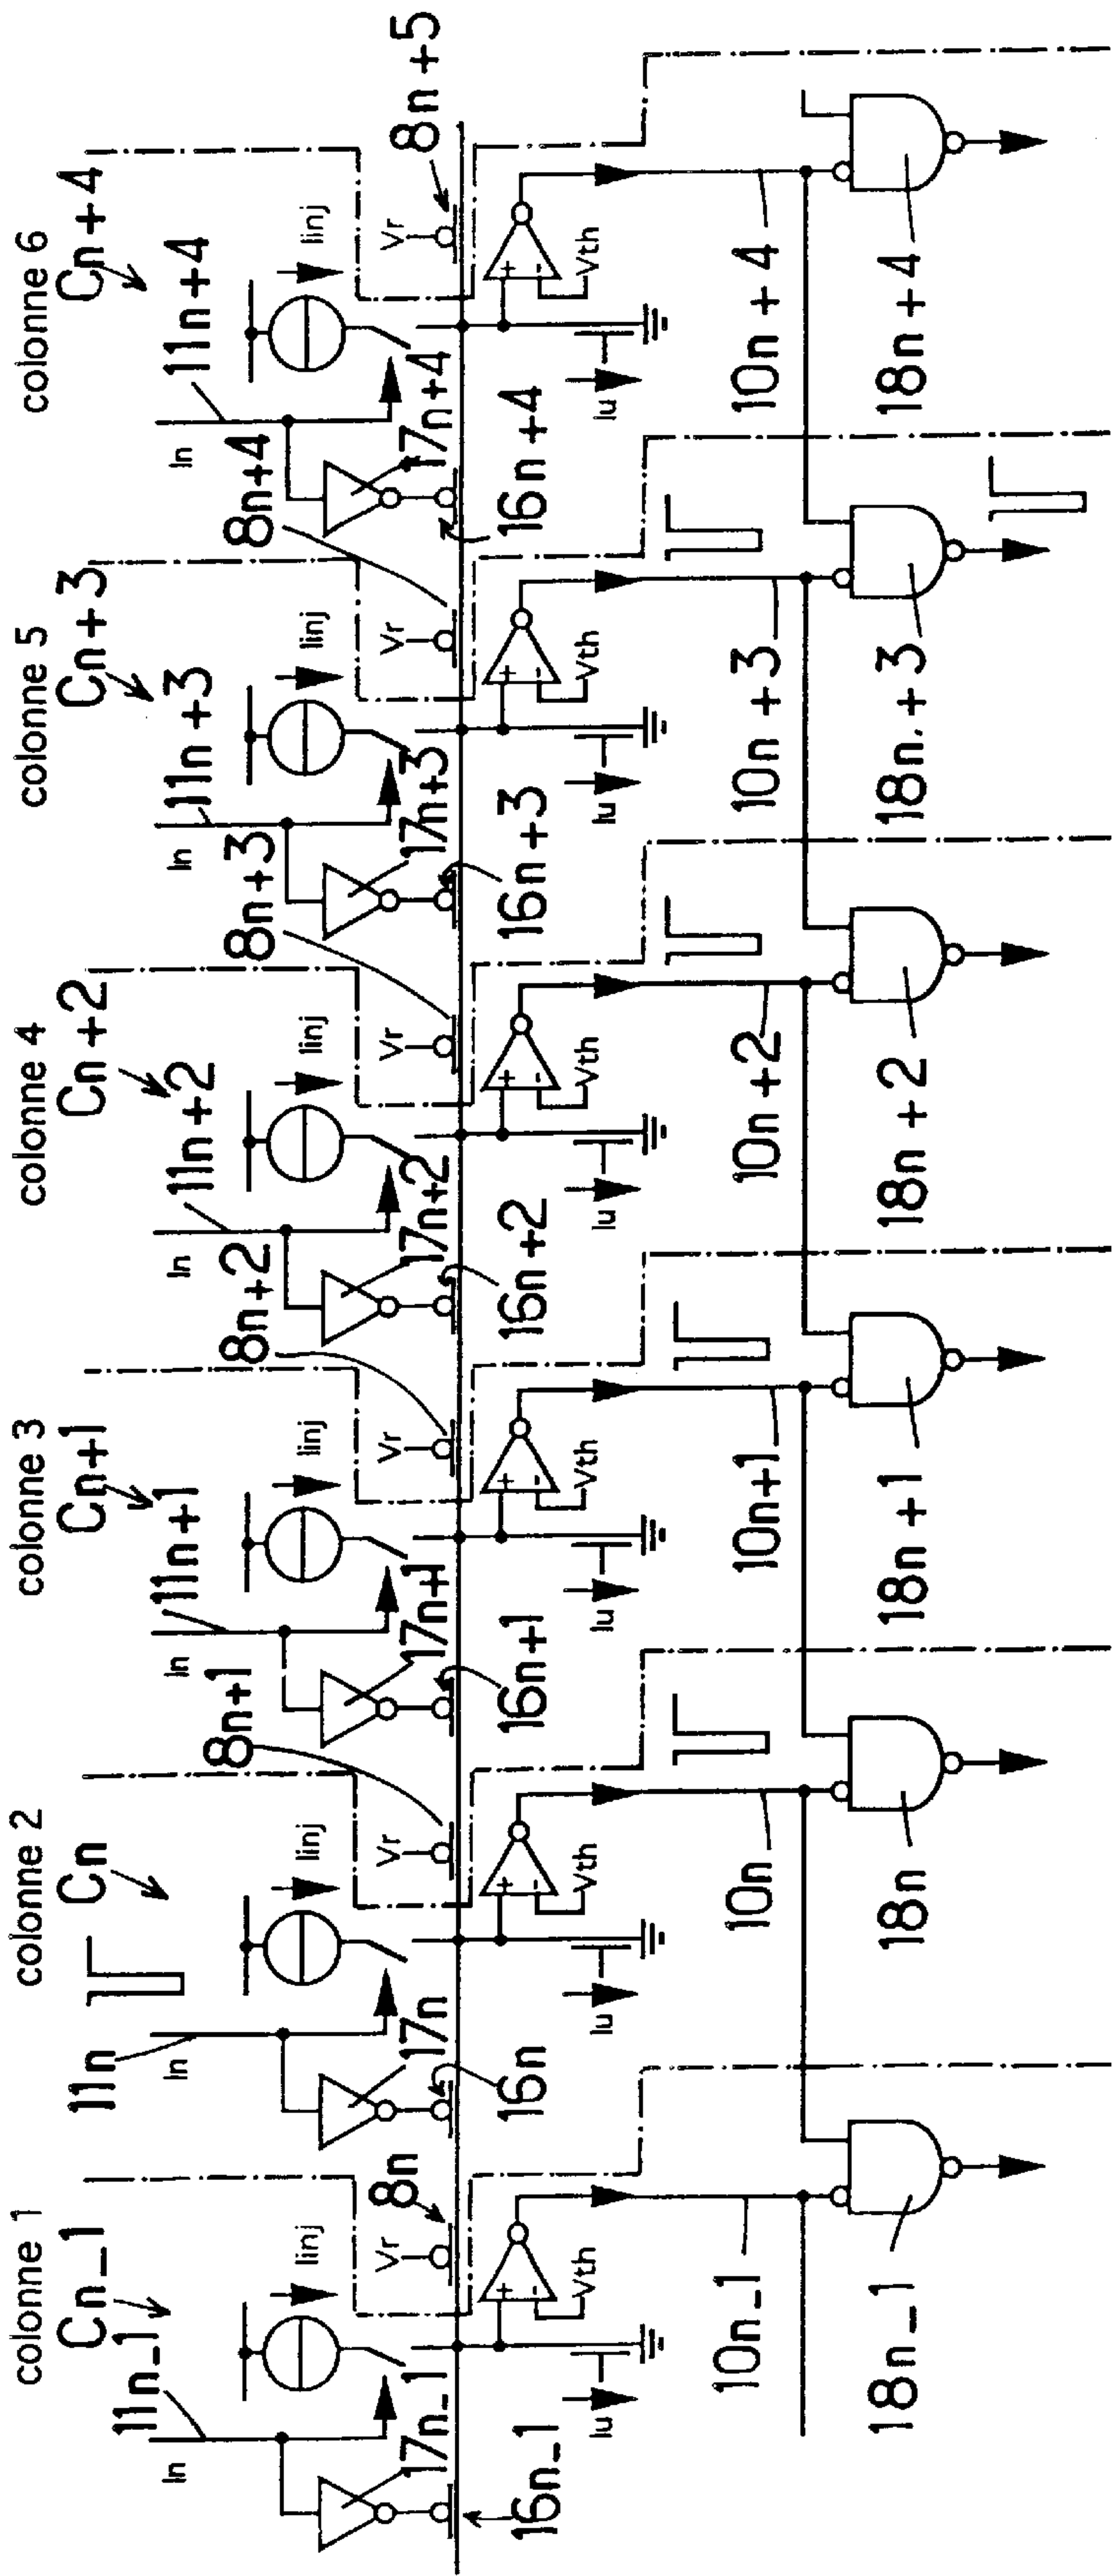 colonne 1
colonne 2
colonne 3
colonne 4
colonne 5
colonne 6
Cn_1
Cn
Cn+1
Cn+2
Cn+3
Cn+4
11n_1
11n
11n+1
11n+2
11n+3
11n+4
In
In
In
In
In
In
Iinj
Iinj
Iinj
Iinj
Iinj
Iinj
8n
8n+1
8n+2
8n+3
8n+4
8n+5
Vr
Vr
Vr
Vr
Vr
Vr
17n_1
17n
17n+1
17n+2
17n+3
17n+4
16n_1
16n
16n+1
16n+2
16n+3
16n+4
+ -
+ -
+ -
+ -
+ -
+ -
Vth
Vth
Vth
Vth
Vth
Vth
Iu
Iu
Iu
Iu
Iu
Iu
10n_1
10n
10n+1
10n+2
10n+3
10n+4
18n_1
18n
18n+1
18n+2
18n.+3
18n+4